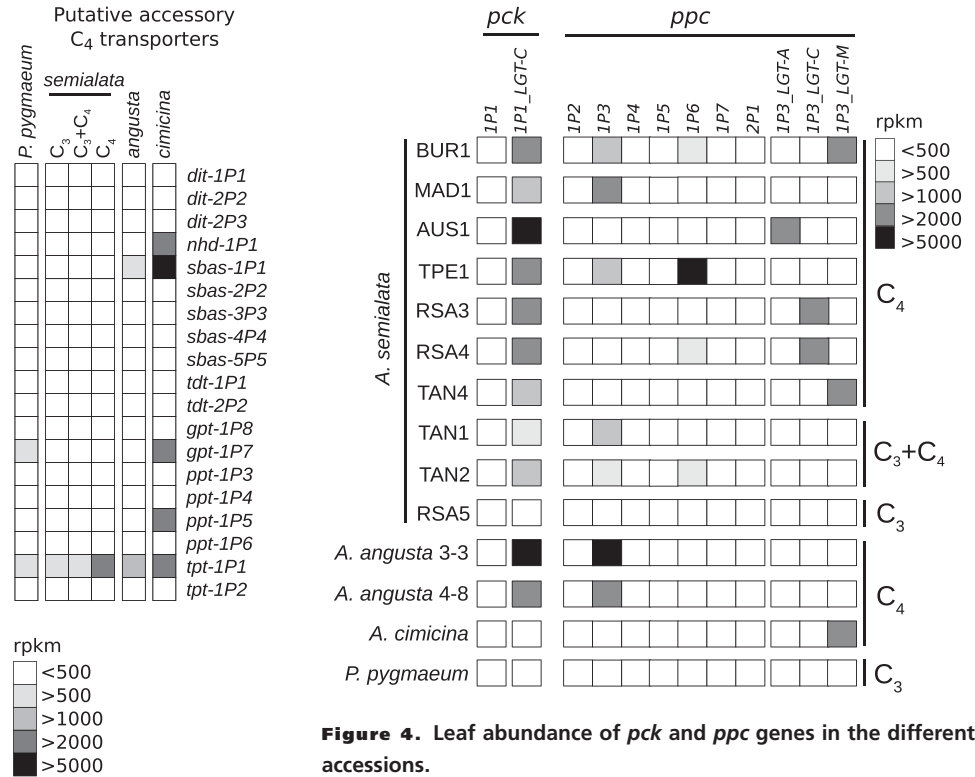 Putative accessory
C4 transporters
P. pygmaeum
semialata
C3
C3+C4
C4
angusta
cimicina
dit-1P1
dit-2P2
dit-2P3
nhd-1P1
sbas-1P1
sbas-2P2
sbas-3P3
sbas-4P4
sbas-5P5
tdt-1P1
tdt-2P2
gpt-1P8
gpt-1P7
ppt-1P3
ppt-1P4
ppt-1P5
ppt-1P6
tpt-1P1
tpt-1P2
rpkm
<500
>500
>1000
>2000
>5000
pck
ppc
1P1
1P1_LGT-C
1P2
1P3
1P4
1P5
1P6
1P7
2P1
1P3_LGT-A
1P3_LGT-C
1P3_LGT-M
rpkm
<500
>500
>1000
>2000
>5000
A. semialata
BUR1
MAD1
AUS1
TPE1
RSA3
RSA4
TAN4
C4
TAN1
TAN2
C3+C4
RSA5
C3
A. angusta 3-3
A. angusta 4-8
A. cimicina
C4
P. pygmaeum
C3
Figure 4. Leaf abundance of pck and ppc genes in the different
accessions.